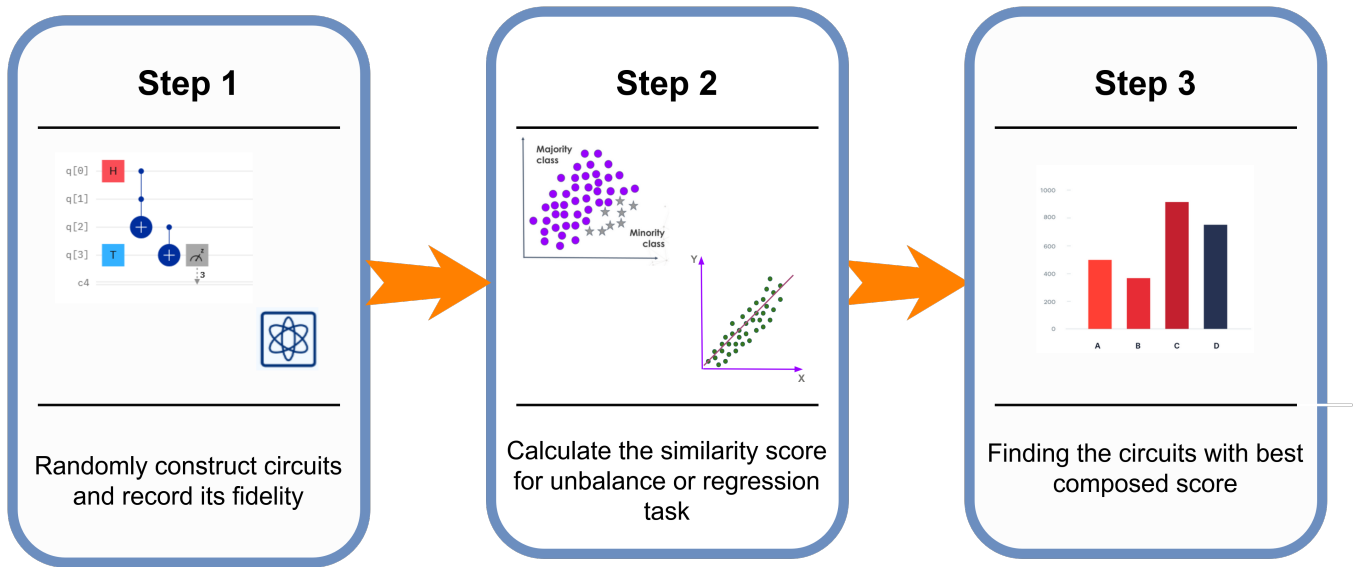 Step 1
q[0]
H
q[1]
q[2]
q[3]
T
z
3
c4
Randomly construct circuits
and record its fidelity
Step 2
Majority
class
Minority
class
Y
X
Calculate the similarity score
for unbalance or regression
task
Step 3
1000
800
600
400
200
0
A B C D
Finding the circuits with best
composed score